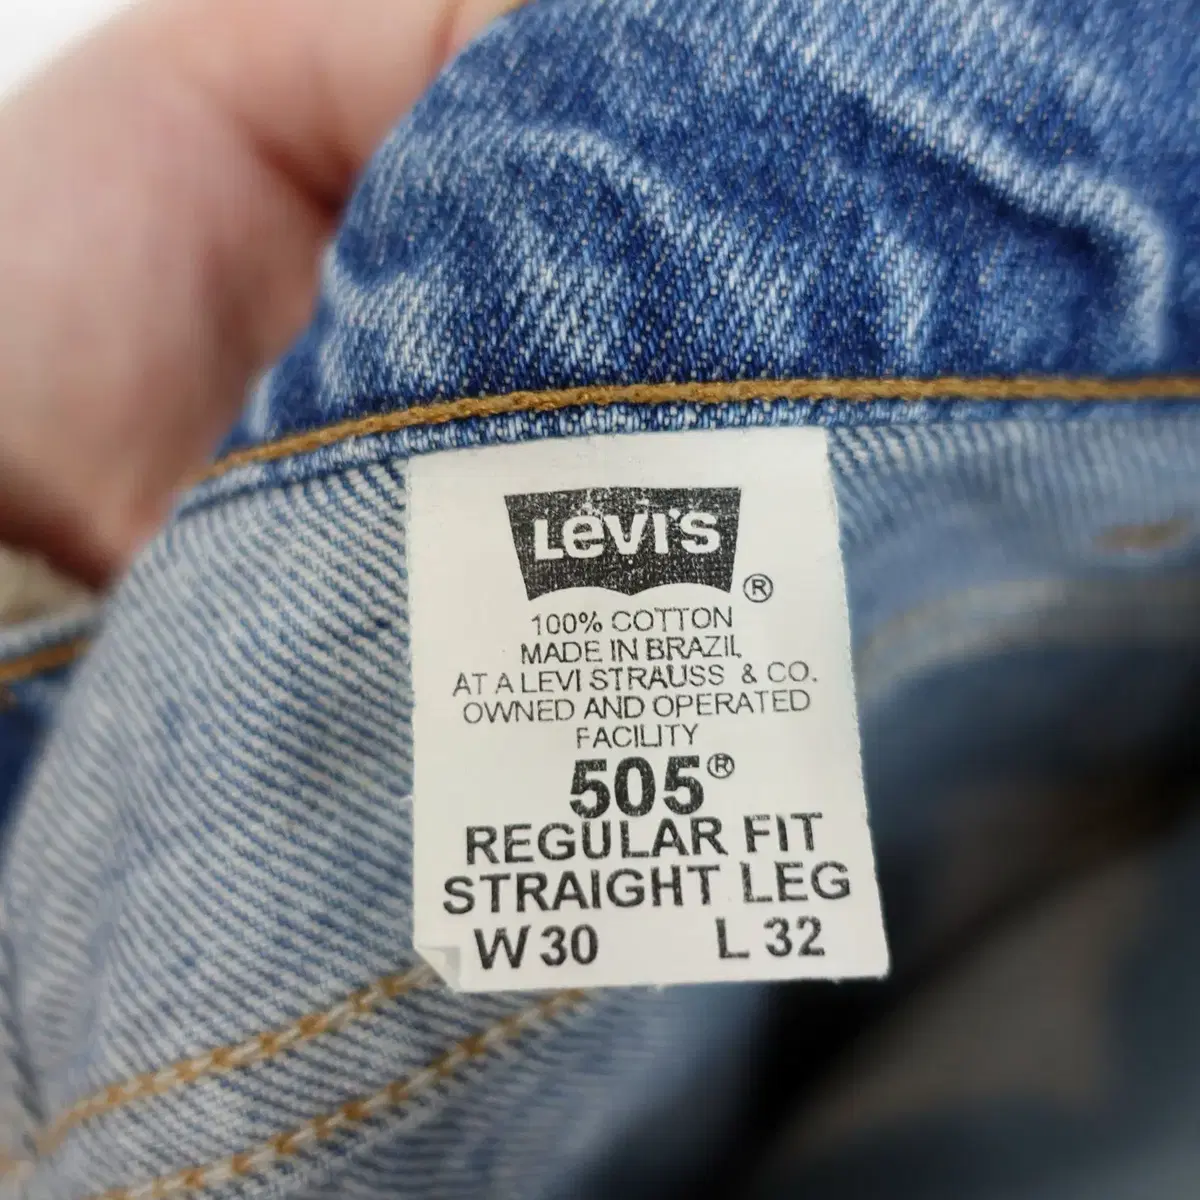 LEVI'S ®
100% COTTON
MADE IN BRAZIL
AT A LEVI STRAUSS & CO.
OWNED AND OPERATED
FACILITY
505®
REGULAR FIT
STRAIGHT LEG
W 30 L 32